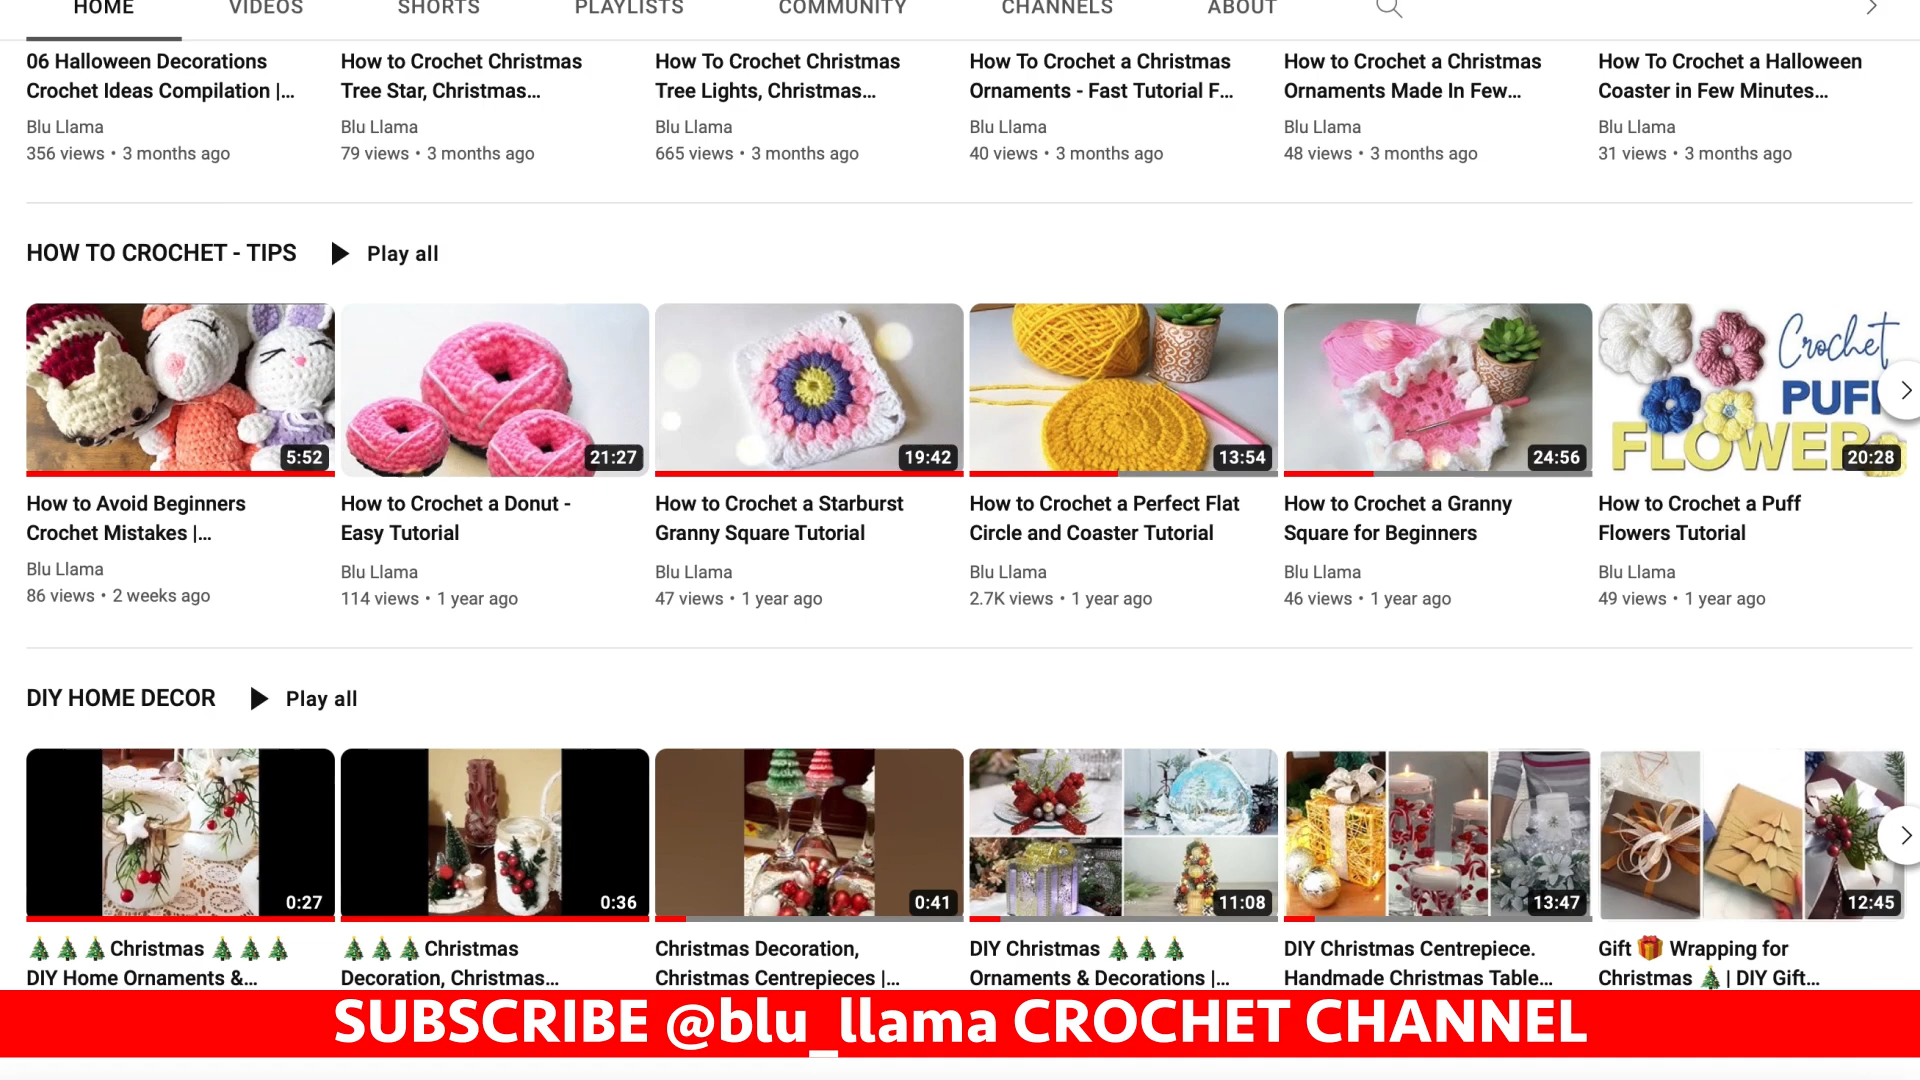 HOME VIDEOS SHORTS PLAYLISTS COMMUNITY CHANNELS ABOUT
06 Halloween Decorations
Crochet Ideas Compilation |...
Blu Llama
356 views • 3 months ago
How to Crochet Christmas
Tree Star, Christmas...
Blu Llama
79 views • 3 months ago
How To Crochet Christmas
Tree Lights, Christmas...
Blu Llama
665 views • 3 months ago
How To Crochet a Christmas
Ornaments - Fast Tutorial F...
Blu Llama
40 views • 3 months ago
How to Crochet a Christmas
Ornaments Made In Few...
Blu Llama
48 views • 3 months ago
How To Crochet a Halloween
Coaster in Few Minutes...
Blu Llama
31 views • 3 months ago
HOW TO CROCHET - TIPS Play all
5:52
How to Avoid Beginners
Crochet Mistakes |...
Blu Llama
86 views • 2 weeks ago
21:27
How to Crochet a Donut -
Easy Tutorial
Blu Llama
114 views • 1 year ago
19:42
How to Crochet a Starburst
Granny Square Tutorial
Blu Llama
47 views • 1 year ago
13:54
How to Crochet a Perfect Flat
Circle and Coaster Tutorial
Blu Llama
2.7K views • 1 year ago
24:56
How to Crochet a Granny
Square for Beginners
Blu Llama
46 views • 1 year ago
Crochet
PUFF
FLOWER
20:28
How to Crochet a Puff
Flowers Tutorial
Blu Llama
49 views • 1 year ago
DIY HOME DECOR Play all
0:27
🎄🎄🎄Christmas 🎄🎄🎄
DIY Home Ornaments &...
0:36
🎄🎄🎄Christmas
Decoration, Christmas...
0:41
Christmas Decoration,
Christmas Centrepieces |...
11:08
DIY Christmas 🎄🎄🎄
Ornaments & Decorations |...
13:47
DIY Christmas Centrepiece.
Handmade Christmas Table...
12:45
Gift 🎁 Wrapping for
Christmas 🎄| DIY Gift...
SUBSCRIBE @blu_llama CROCHET CHANNEL